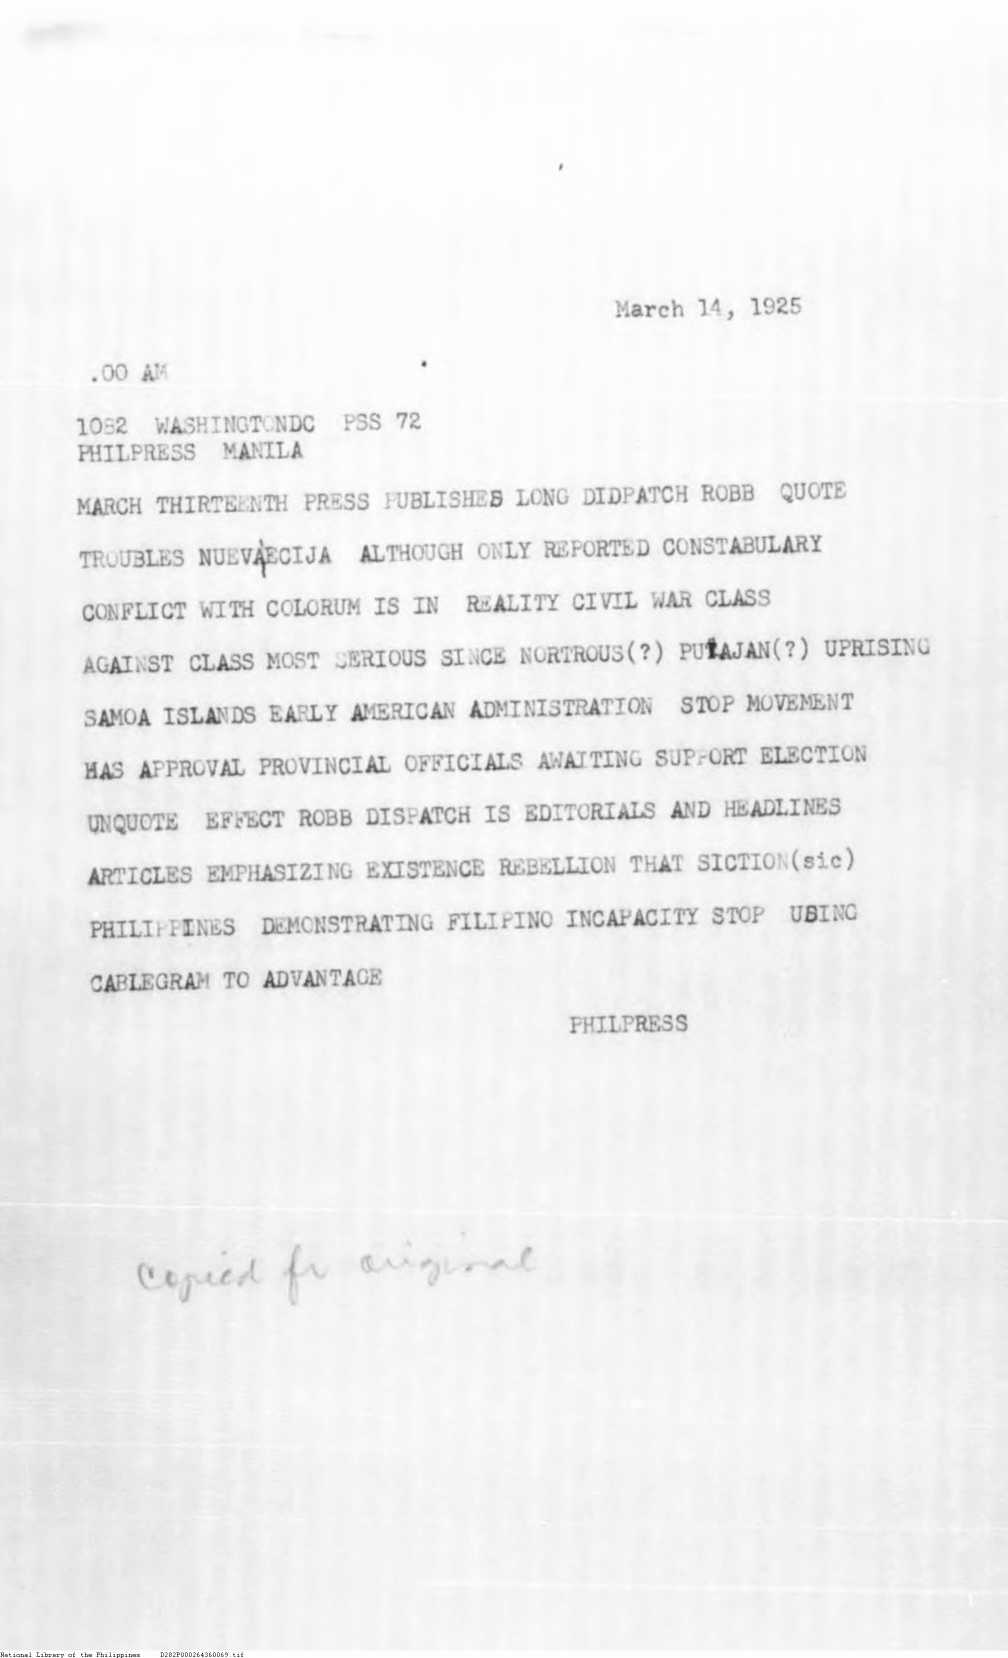 March 14, 1925
.00 AM
1082 WASHINGTONDC PSS 72
PHILPRESS MANILA
MARCH THIRTEENTH PRESS PUBLISHES LONG DIDPATCH ROBB QUOTE
TROUBLES NUEVAECIJA ALTHOUGH ONLY REPORTED CONSTABULARY
CONFLICT WITH COLORUM IS IN REALITY CIVIL WAR CLASS
AGAINST CLASS MOST SERIOUS SINCE NORTROUS(?) PULAJAN(?) UPRISING
SAMOA ISLANDS EARLY AMERICAN ADMINISTRATION STOP MOVEMENT
HAS APPROVAL PROVINCIAL OFFICIALS AWAITING SUPPORT ELECTION
UNQUOTE EFFECT ROBB DISPATCH IS EDITORIALS AND HEADLINES
ARTICLES EMPHASIZING EXISTENCE REBELLION THAT SICTION(sic)
PHILIPPINES DEMONSTRATING FILIPINO INCAPACITY STOP USING
CABLEGRAM TO ADVANTAGE
PHILPRESS
Copied fr original
National Library of the Philippines D282P000264360069.tif